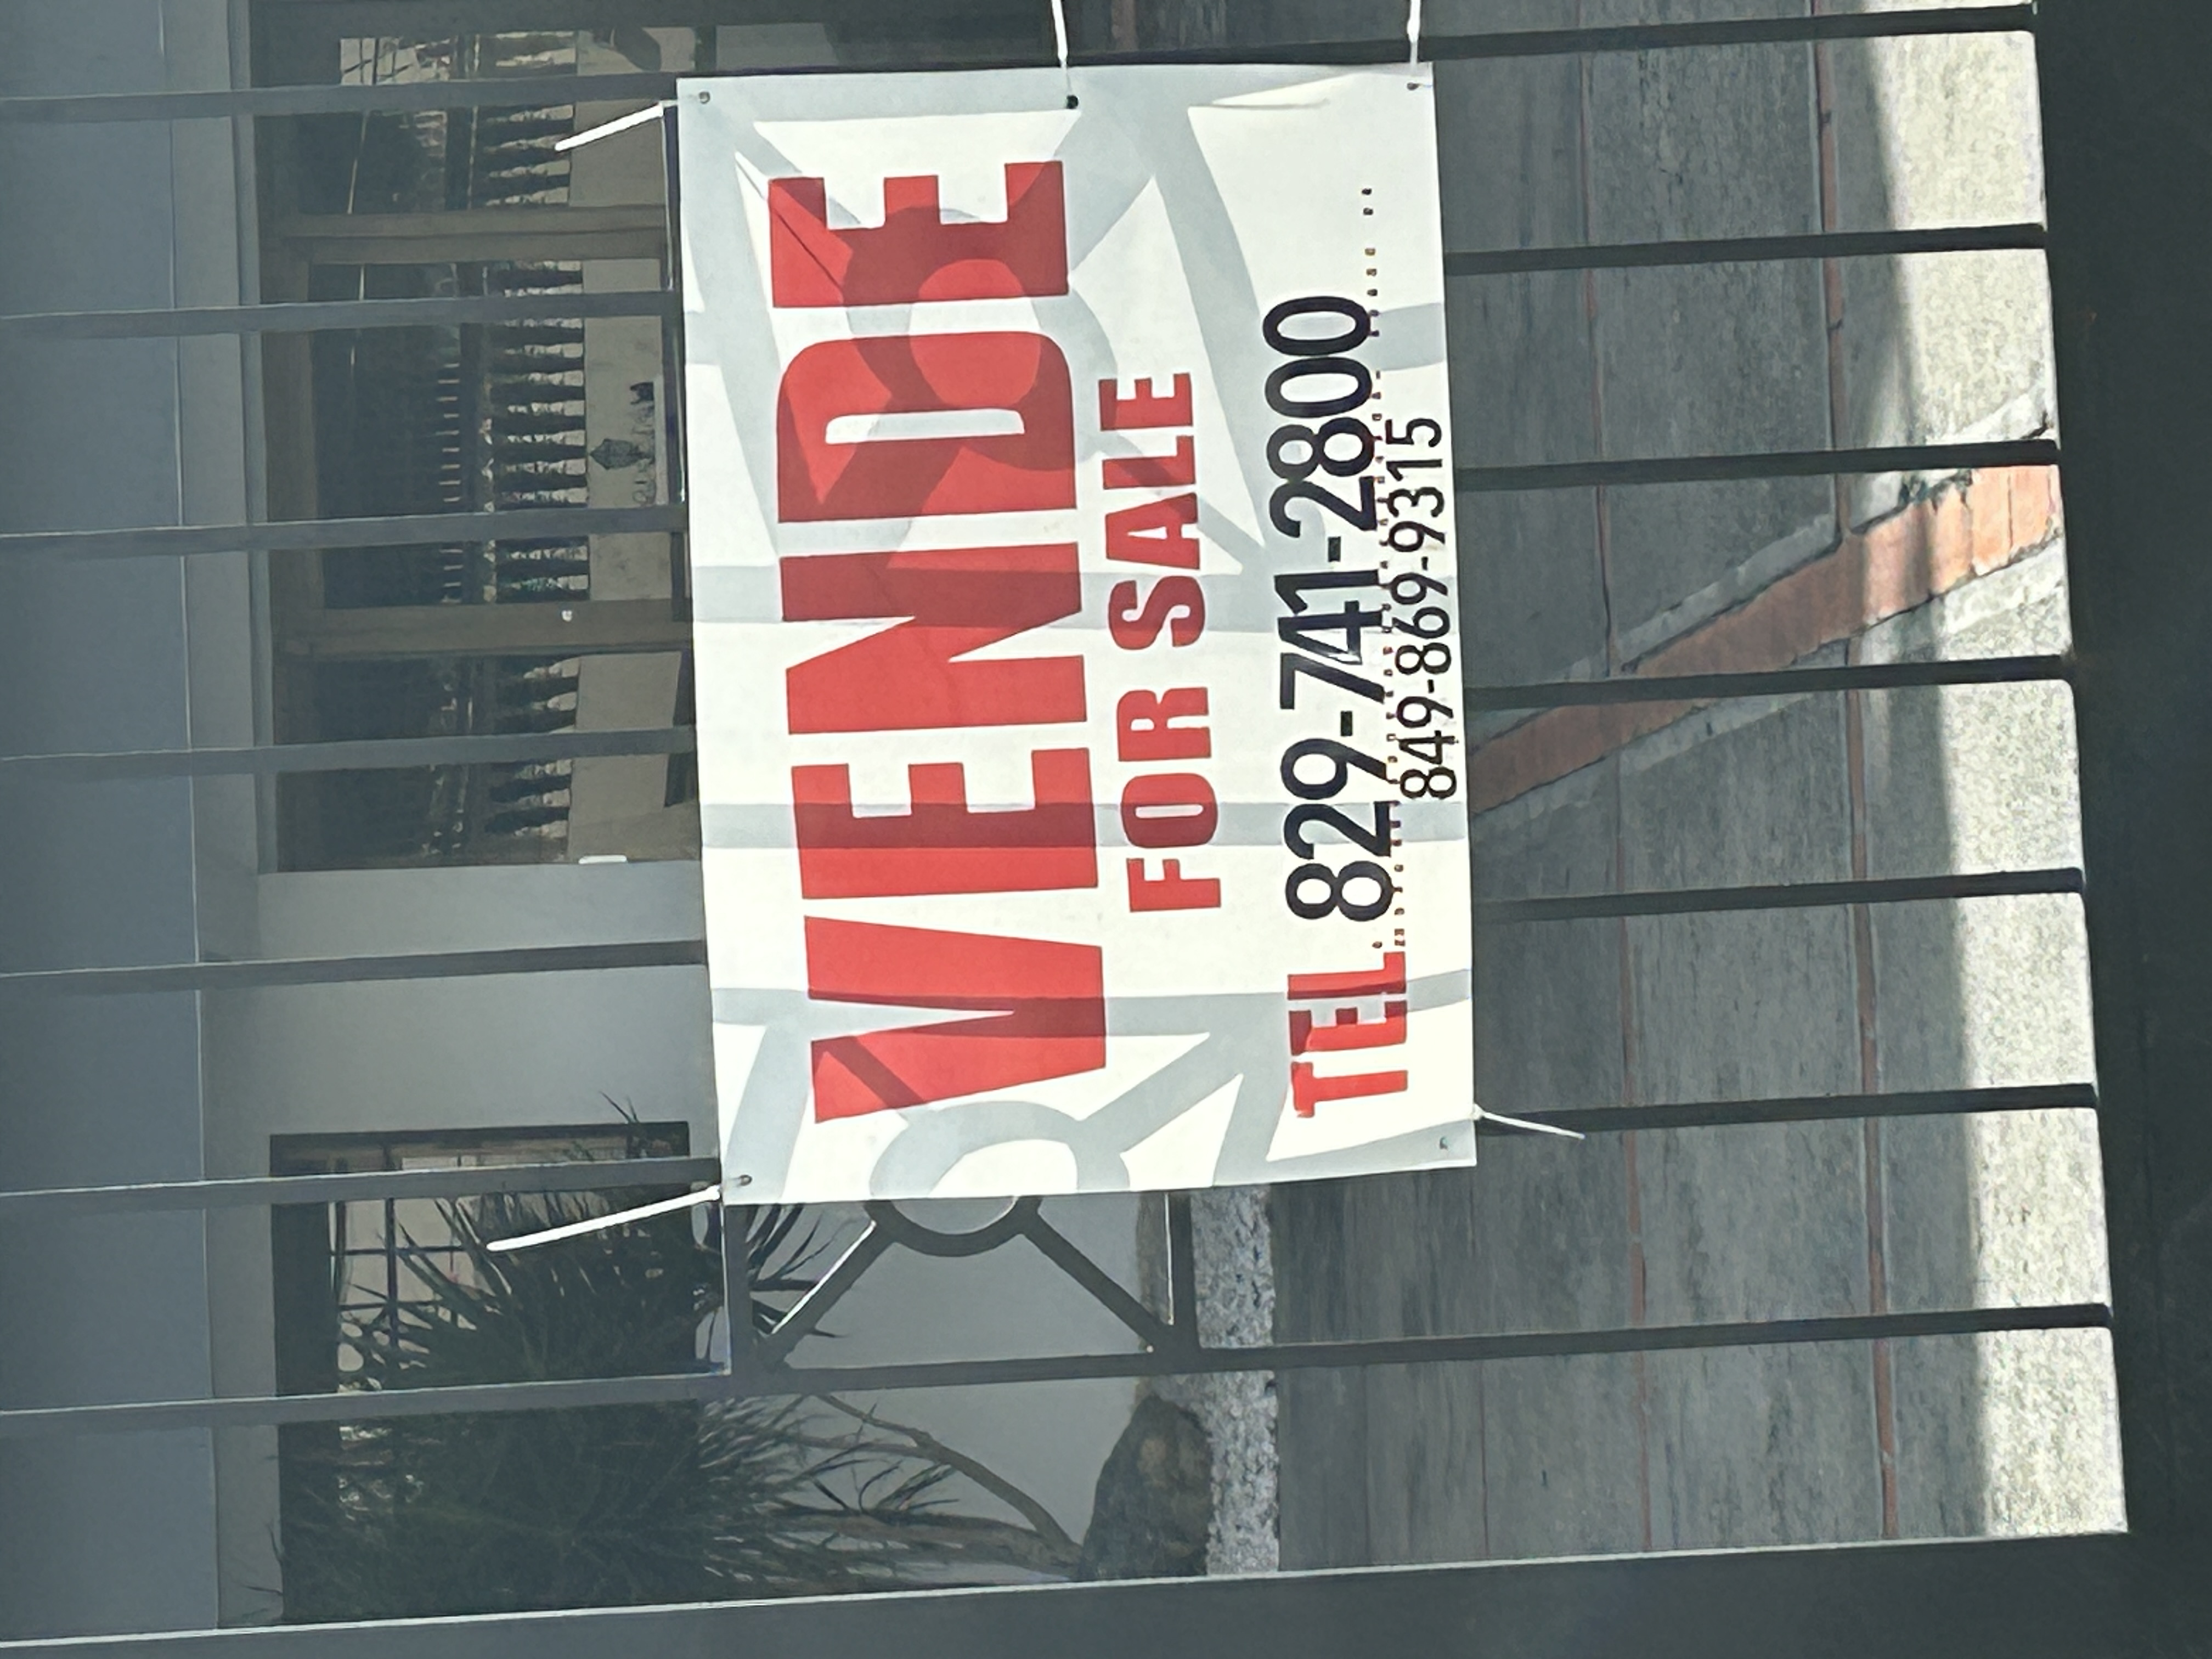 VENDE
FOR SALE
TEL. 829-741-2800
849-869-9315